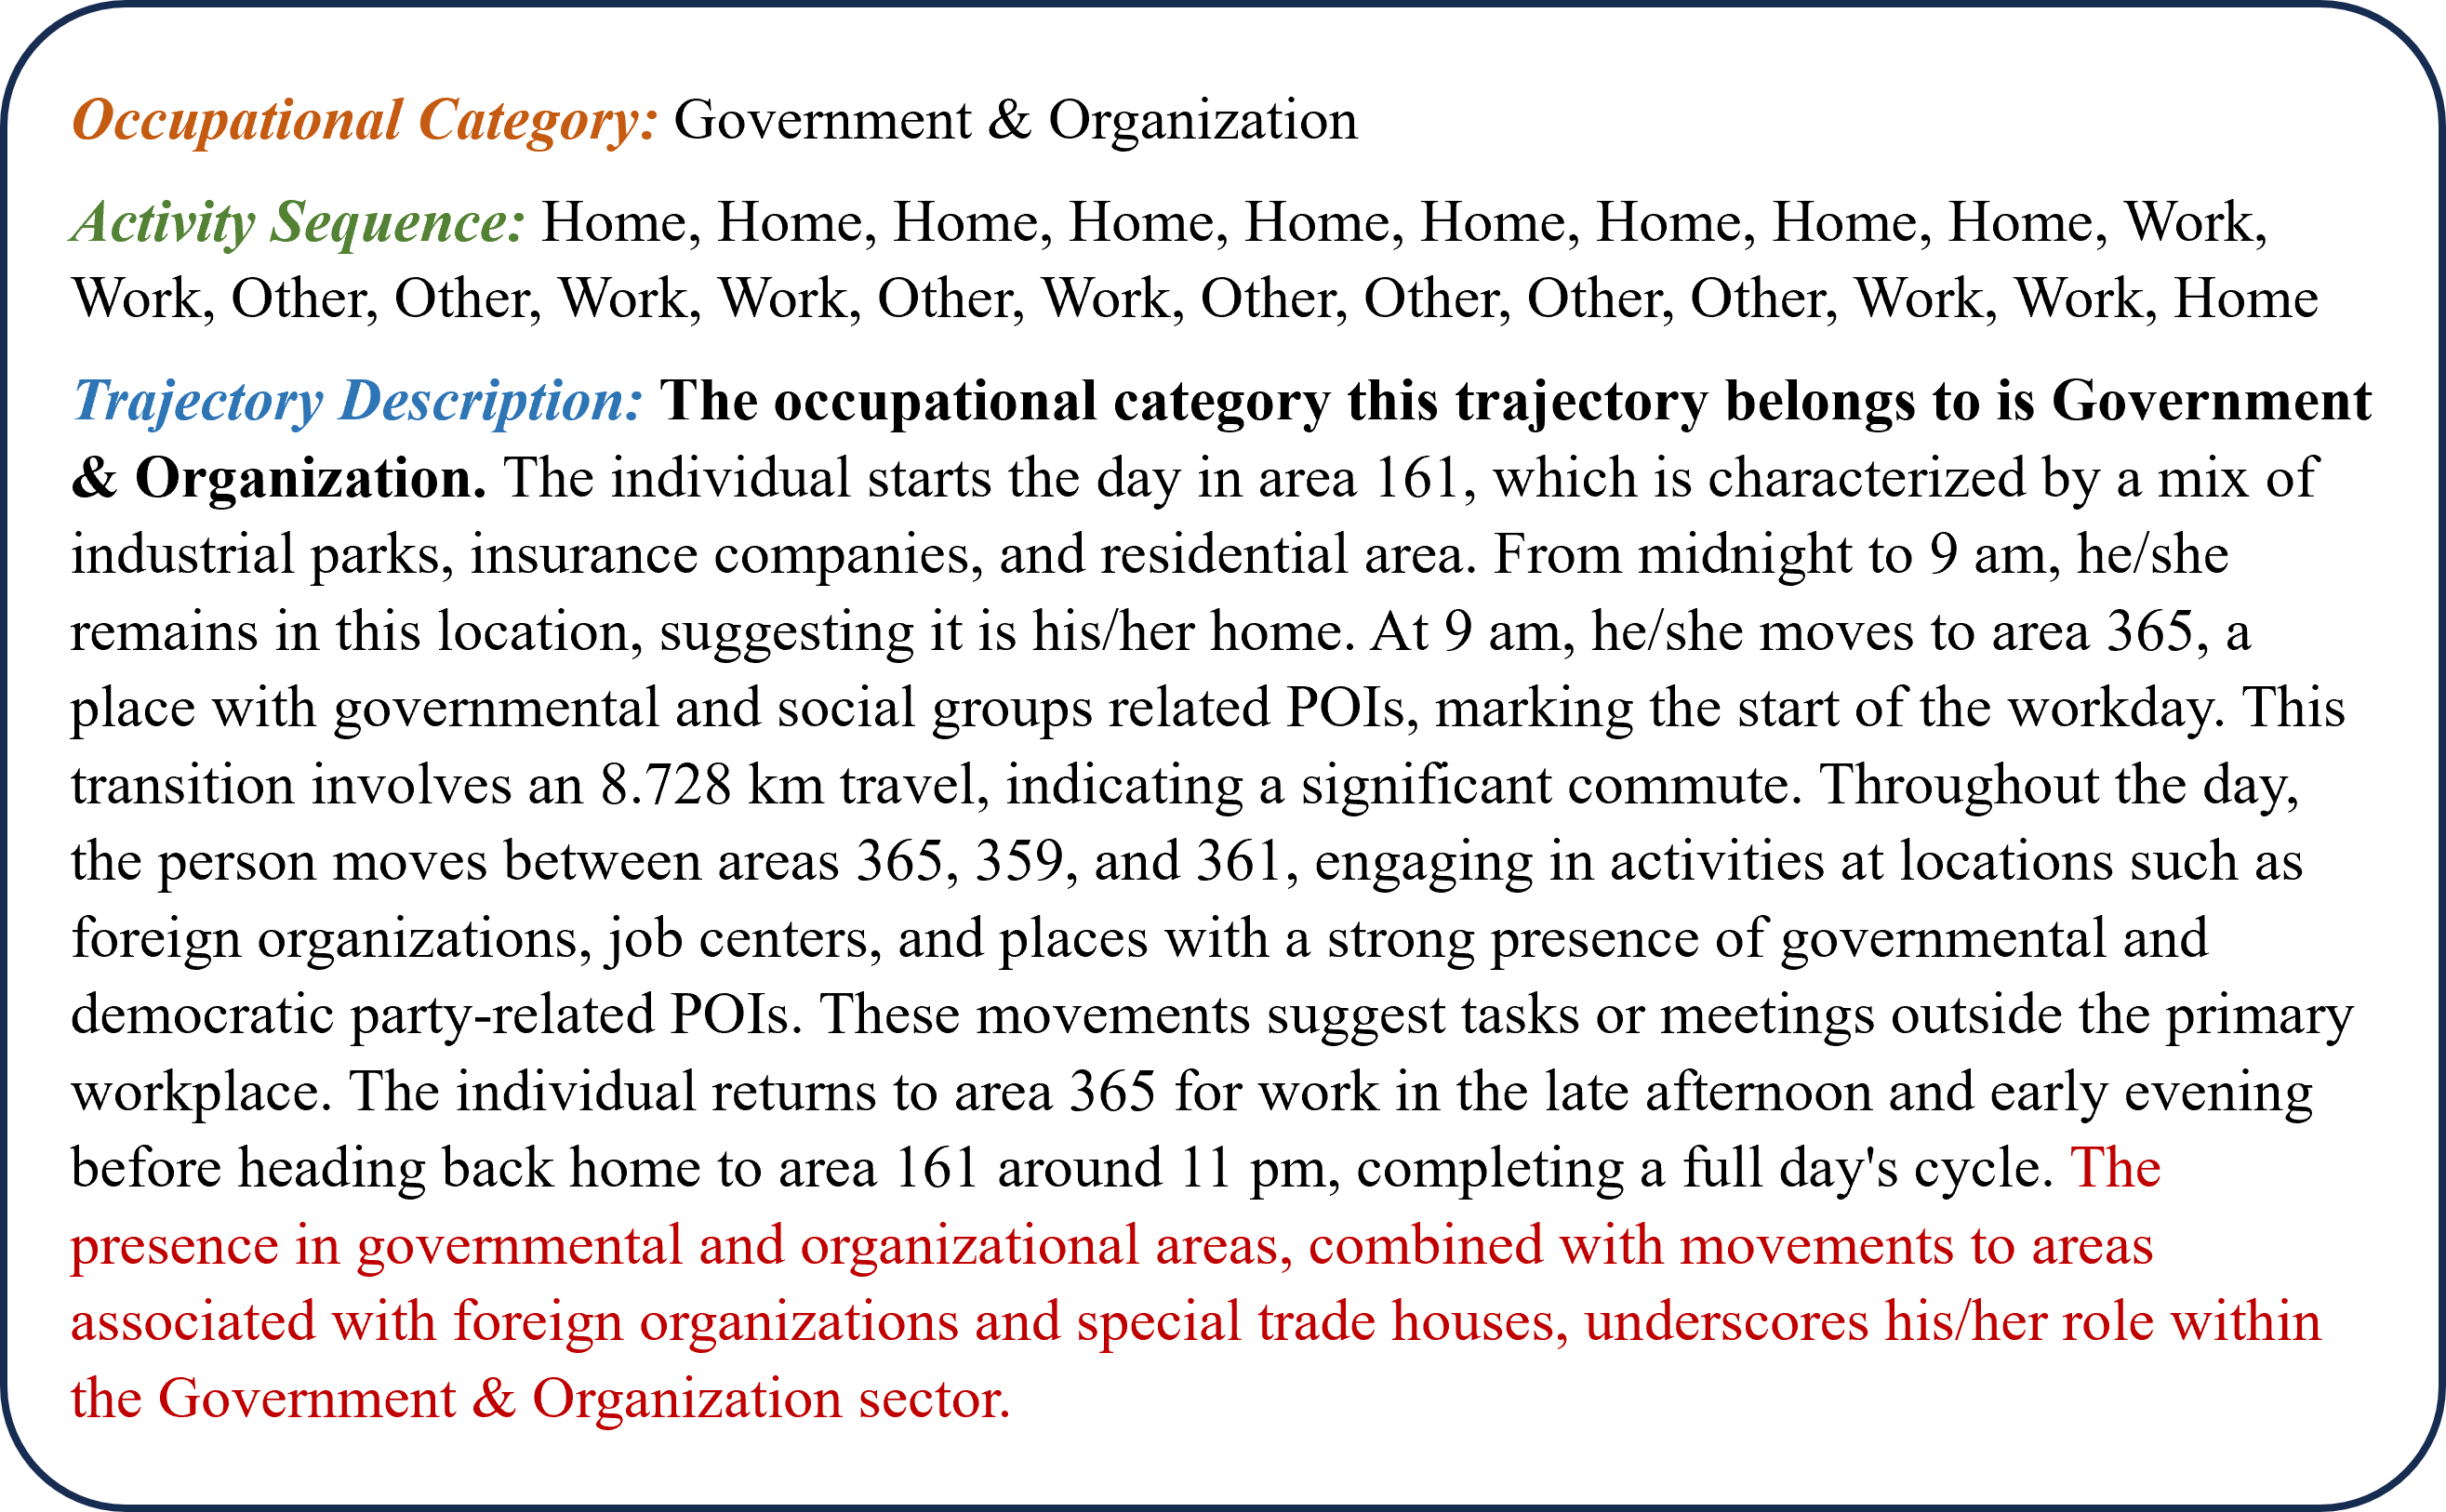 Occupational Category: Government & Organization
Activity Sequence: Home, Home, Home, Home, Home, Home, Home, Home, Home, Work,
Work, Other, Other, Work, Work, Other, Work, Other, Other, Other, Other, Work, Work, Home
Trajectory Description: The occupational category this trajectory belongs to is Government
& Organization. The individual starts the day in area 161, which is characterized by a mix of
industrial parks, insurance companies, and residential area. From midnight to 9 am, he/she
remains in this location, suggesting it is his/her home. At 9 am, he/she moves to area 365, a
place with governmental and social groups related POIs, marking the start of the workday. This
transition involves an 8.728 km travel, indicating a significant commute. Throughout the day,
the person moves between areas 365, 359, and 361, engaging in activities at locations such as
foreign organizations, job centers, and places with a strong presence of governmental and
democratic party-related POIs. These movements suggest tasks or meetings outside the primary
workplace. The individual returns to area 365 for work in the late afternoon and early evening
before heading back home to area 161 around 11 pm, completing a full day's cycle. The
presence in governmental and organizational areas, combined with movements to areas
associated with foreign organizations and special trade houses, underscores his/her role within
the Government & Organization sector.